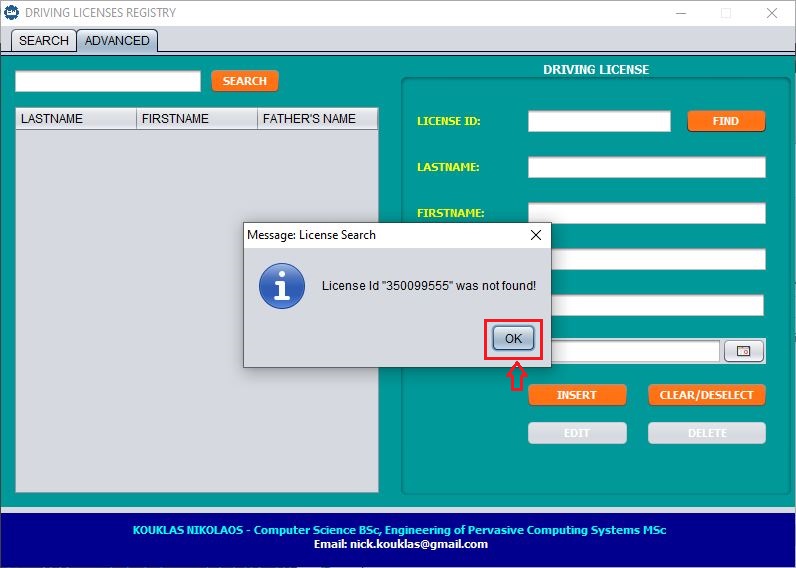 DRIVING LICENSES REGISTRY
SEARCH
ADVANCED
SEARCH
LASTNAME
FIRSTNAME
FATHER'S NAME
DRIVING LICENSE
LICENSE ID:
FIND
LASTNAME:
FIRSTNAME:
Message: License Search
License Id "350099555" was not found!
OK
INSERT
CLEAR/DESELECT
EDIT
DELETE
KOUKLAS NIKOLAOS - Computer Science BSc, Engineering of Pervasive Computing Systems MSc
Email: nick.kouklas@gmail.com